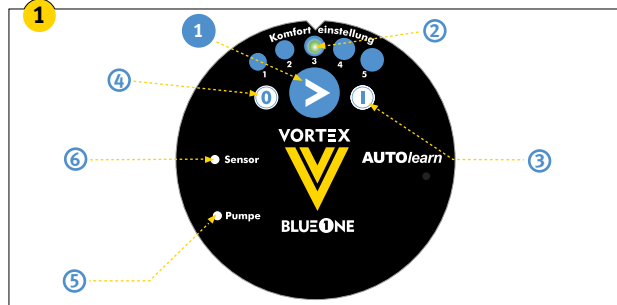 1
1
Komfort einstellung
2
1 2 3 4 5
4
0
>
I
3
VORTEX
6
Sensor
AUTOlearn
Pumpe
BLUEONE
5